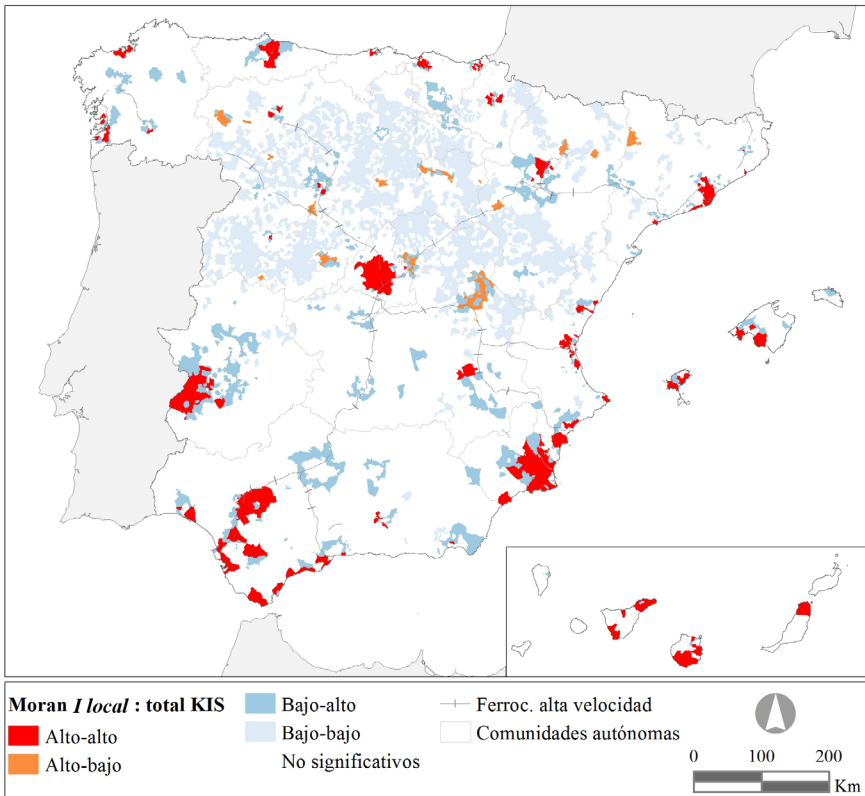 Moran I local : total KIS
Alto-alto
Alto-bajo
Bajo-alto
Bajo-bajo
No significativos
Ferroc. alta velocidad
Comunidades autónomas
0 100 200
Km